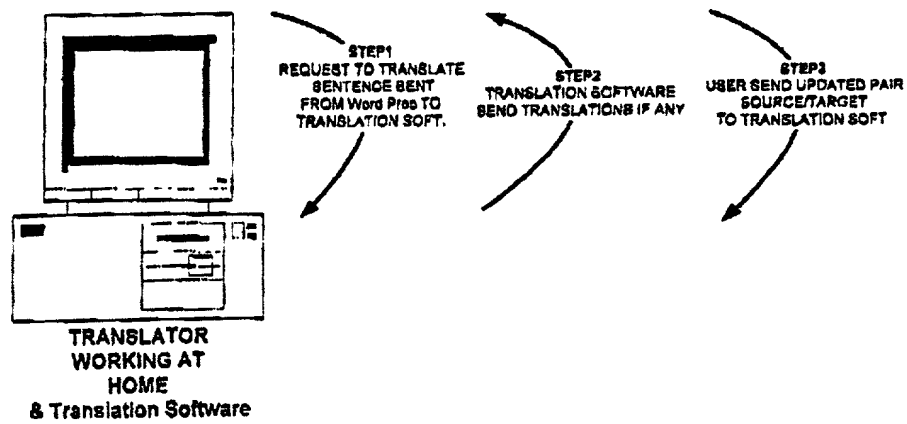 STEP1
REQUEST TO TRANSLATE
SENTENCE SENT
FROM Word Pros TO
TRANSLATION SOFT.
STEP2
TRANSLATION SOFTWARE
SEND TRANSLATIONS IF ANY
STEP3
USER SEND UPDATED PAIR
SOURCE/TARGET
TO TRANSLATION SOFT
TRANSLATOR
WORKING AT
HOME
& Translation Software